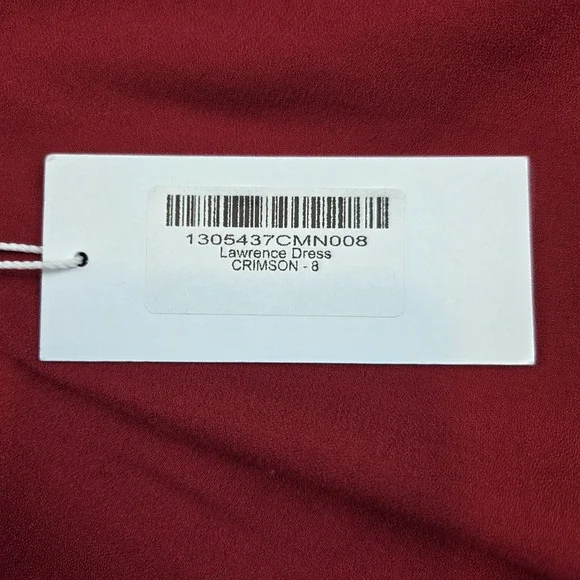 1305437CMN008
Lawrence Dress
CRIMSON - 8